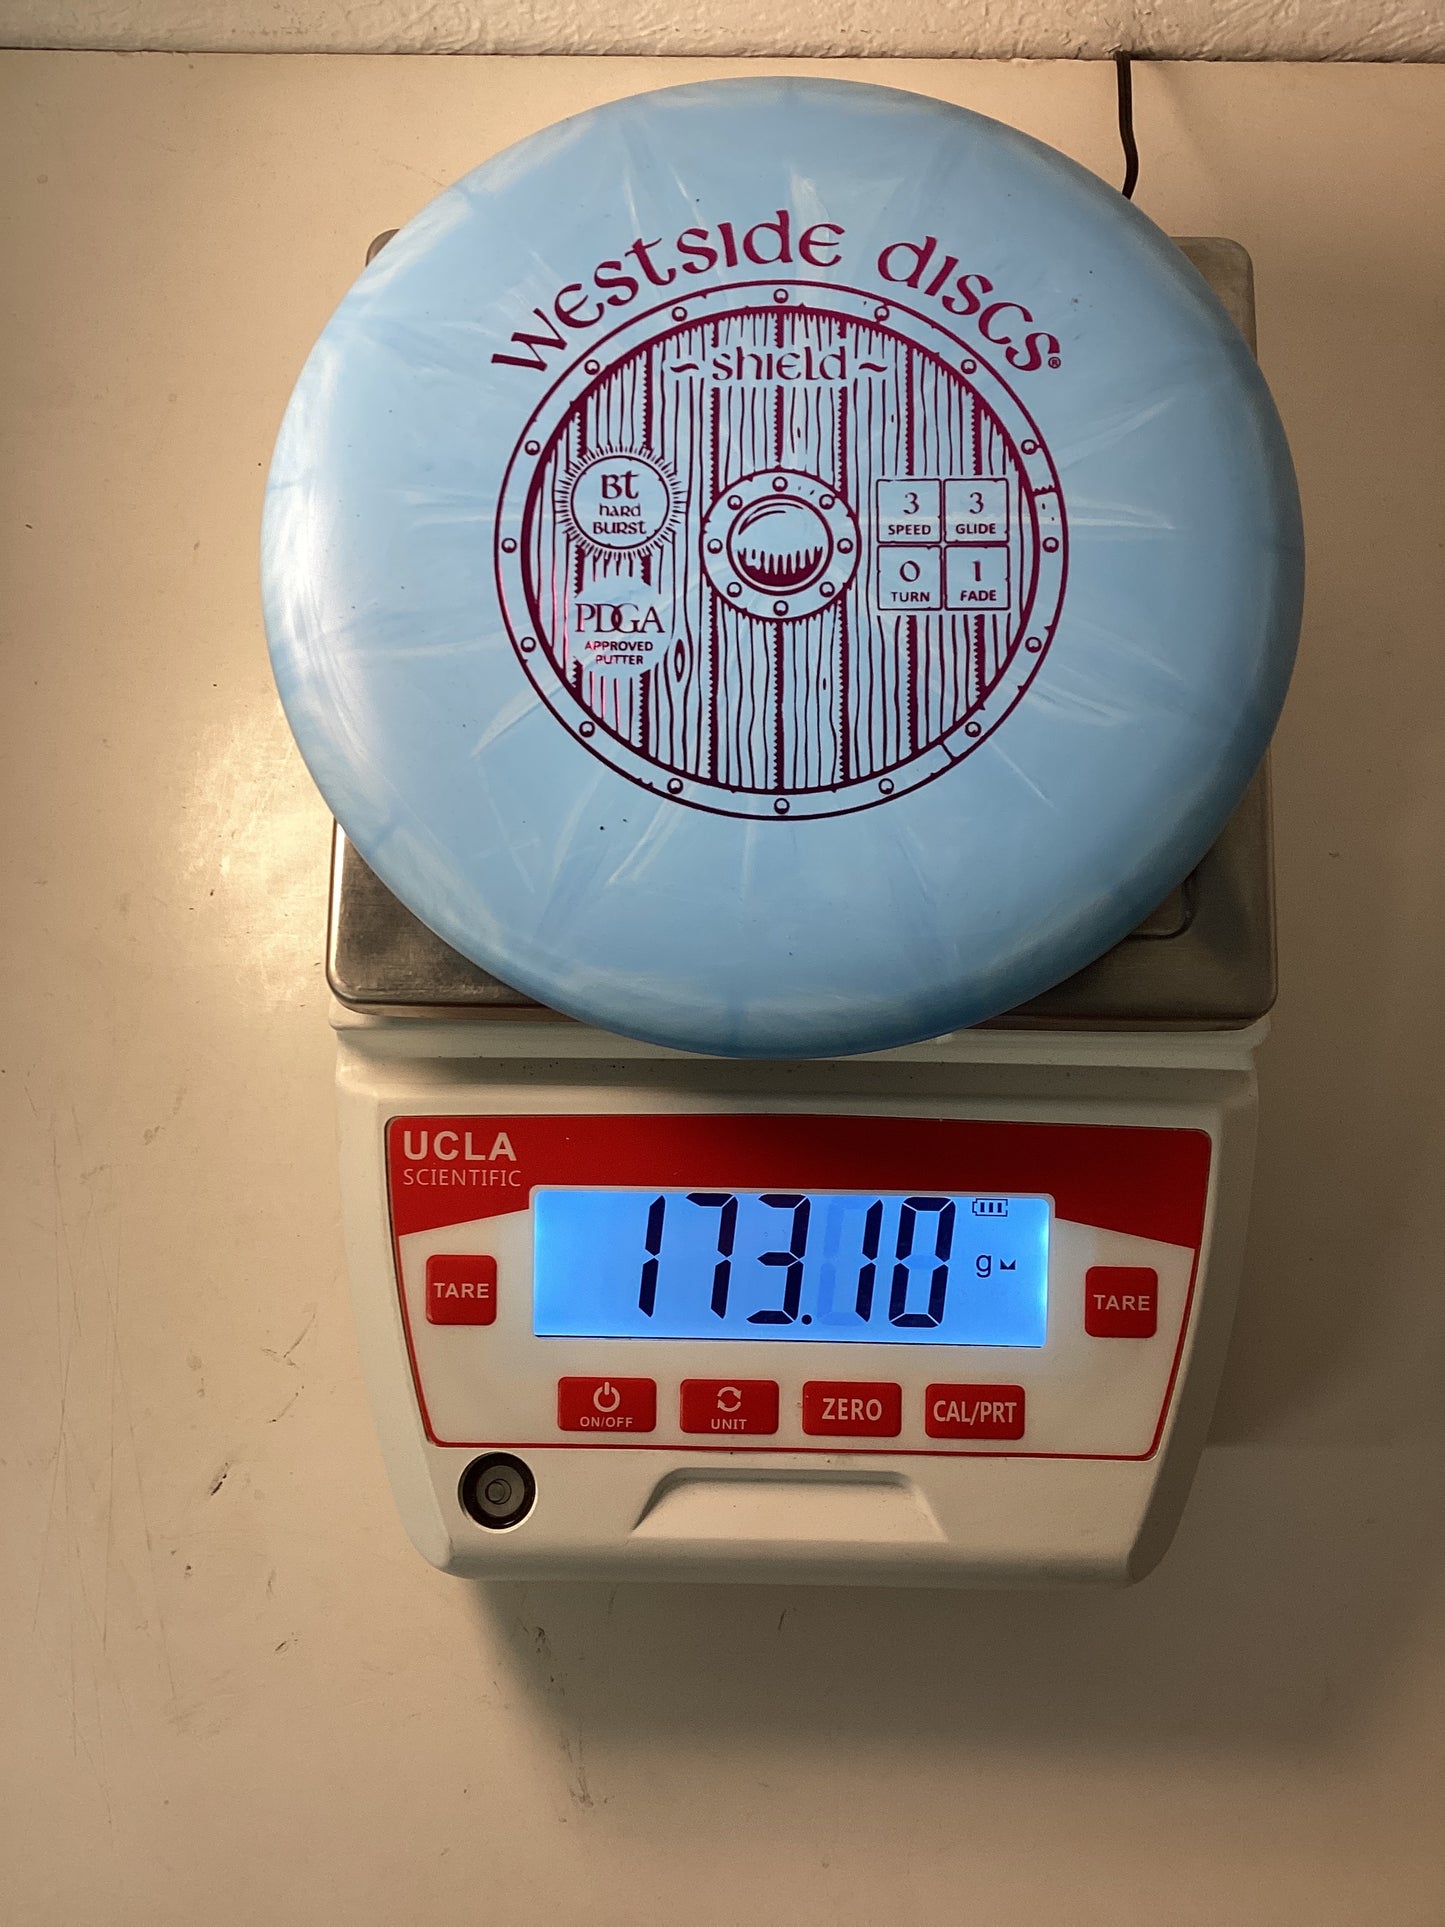 Westside Discs®
~ Shield ~
Bt
hard
Burst
3
SPEED
3
GLIDE
0
TURN
1
FADE
PDGA
APPROVED
PUTTER
UCLA
SCIENTIFIC
173.10
g
TARE
TARE
ON/OFF
UNIT
ZERO
CAL/PRT